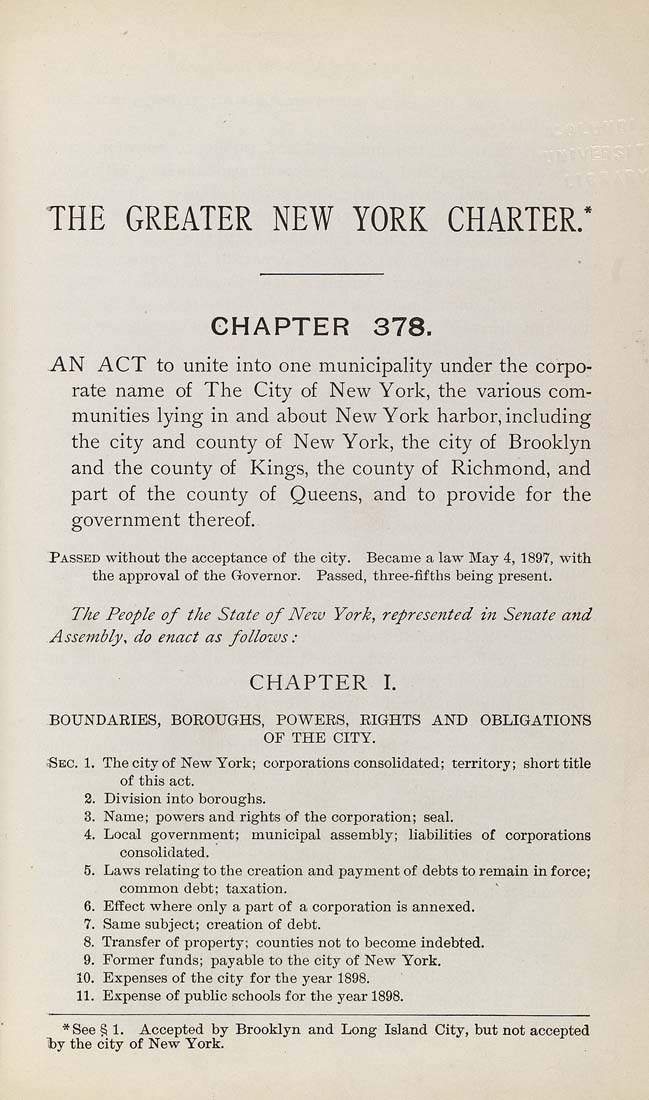 COLUMBI
UNIVERSIT
LIBRARY
THE GREATER NEW YORK CHARTER.*
CHAPTER 378.
AN ACT to unite into one municipality under the corpo-
rate name of The City of New York, the various com-
munities lying in and about New York harbor, including
the city and county of New York, the city of Brooklyn
and the county of Kings, the county of Richmond, and
part of the county of Queens, and to provide for the
government thereof.
PASSED without the acceptance of the city. Became a law May 4, 1897, with
the approval of the Governor. Passed, three-fifths being present.
The People of the State of New York, represented in Senate and
Assembly, do enact as follows:
CHAPTER I.
BOUNDARIES, BOROUGHS, POWERS, RIGHTS AND OBLIGATIONS
OF THE CITY.
SEC. 1. The city of New York; corporations consolidated; territory; short title
of this act.
2. Division into boroughs.
3. Name; powers and rights of the corporation; seal.
4. Local government; municipal assembly; liabilities of corporations
consolidated.
5. Laws relating to the creation and payment of debts to remain in force;
common debt; taxation.
6. Effect where only a part of a corporation is annexed.
7. Same subject; creation of debt.
8. Transfer of property; counties not to become indebted.
9. Former funds; payable to the city of New York.
10. Expenses of the city for the year 1898.
11. Expense of public schools for the year 1898.
*See § 1. Accepted by Brooklyn and Long Island City, but not accepted
by the city of New York.